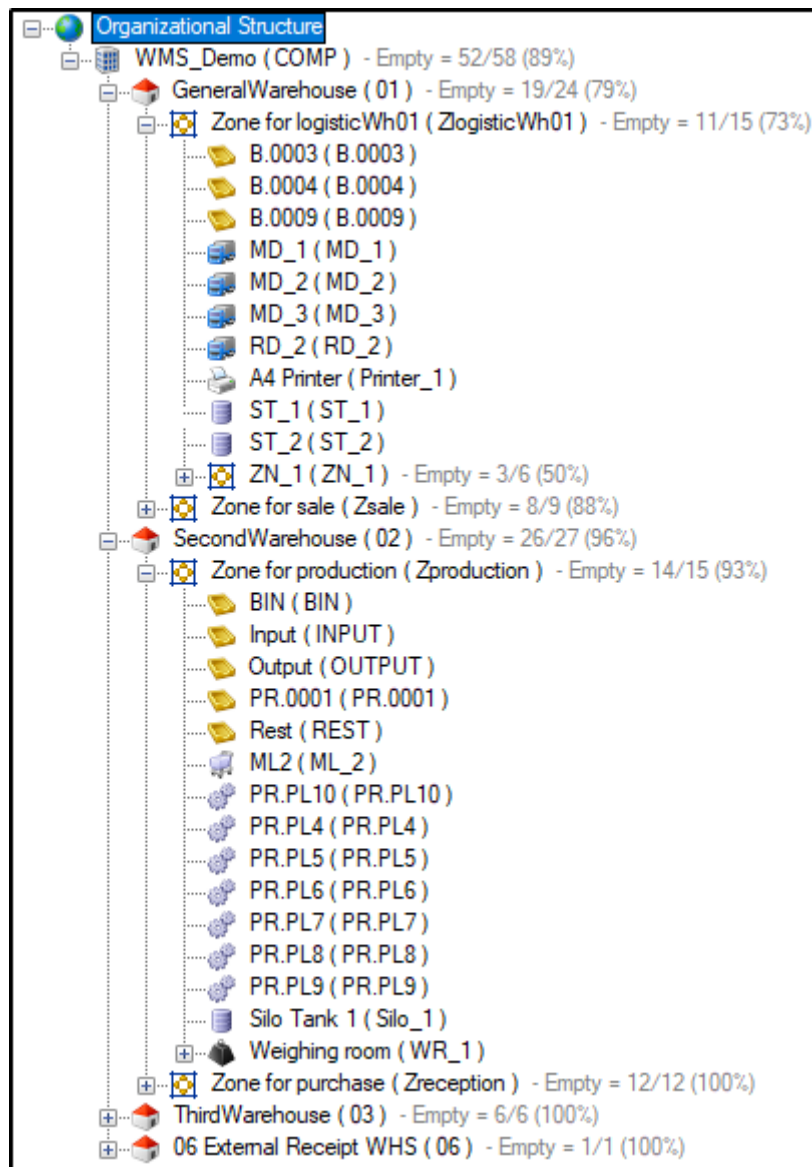 Organizational Structure
WMS_Demo ( COMP ) - Empty = 52/58 (89%)
GeneralWarehouse ( 01 ) - Empty = 19/24 (79%)
Zone for logisticWh01 ( ZlogisticWh01 ) - Empty = 11/15 (73%)
B.0003 ( B.0003 )
B.0004 ( B.0004 )
B.0009 ( B.0009 )
MD_1 ( MD_1 )
MD_2 ( MD_2 )
MD_3 ( MD_3 )
RD_2 ( RD_2 )
A4 Printer ( Printer_1 )
ST_1 ( ST_1 )
ST_2 ( ST_2 )
ZN_1 ( ZN_1 ) - Empty = 3/6 (50%)
Zone for sale ( Zsale ) - Empty = 8/9 (88%)
SecondWarehouse ( 02 ) - Empty = 26/27 (96%)
Zone for production ( Zproduction ) - Empty = 14/15 (93%)
BIN ( BIN )
Input ( INPUT )
Output ( OUTPUT )
PR.0001 ( PR.0001 )
Rest ( REST )
ML2 ( ML_2 )
PR.PL10 ( PR.PL10 )
PR.PL4 ( PR.PL4 )
PR.PL5 ( PR.PL5 )
PR.PL6 ( PR.PL6 )
PR.PL7 ( PR.PL7 )
PR.PL8 ( PR.PL8 )
PR.PL9 ( PR.PL9 )
Silo Tank 1 ( Silo_1 )
Weighing room ( WR_1 )
Zone for purchase ( Zreception ) - Empty = 12/12 (100%)
ThirdWarehouse ( 03 ) - Empty = 6/6 (100%)
06 External Receipt WHS ( 06 ) - Empty = 1/1 (100%)